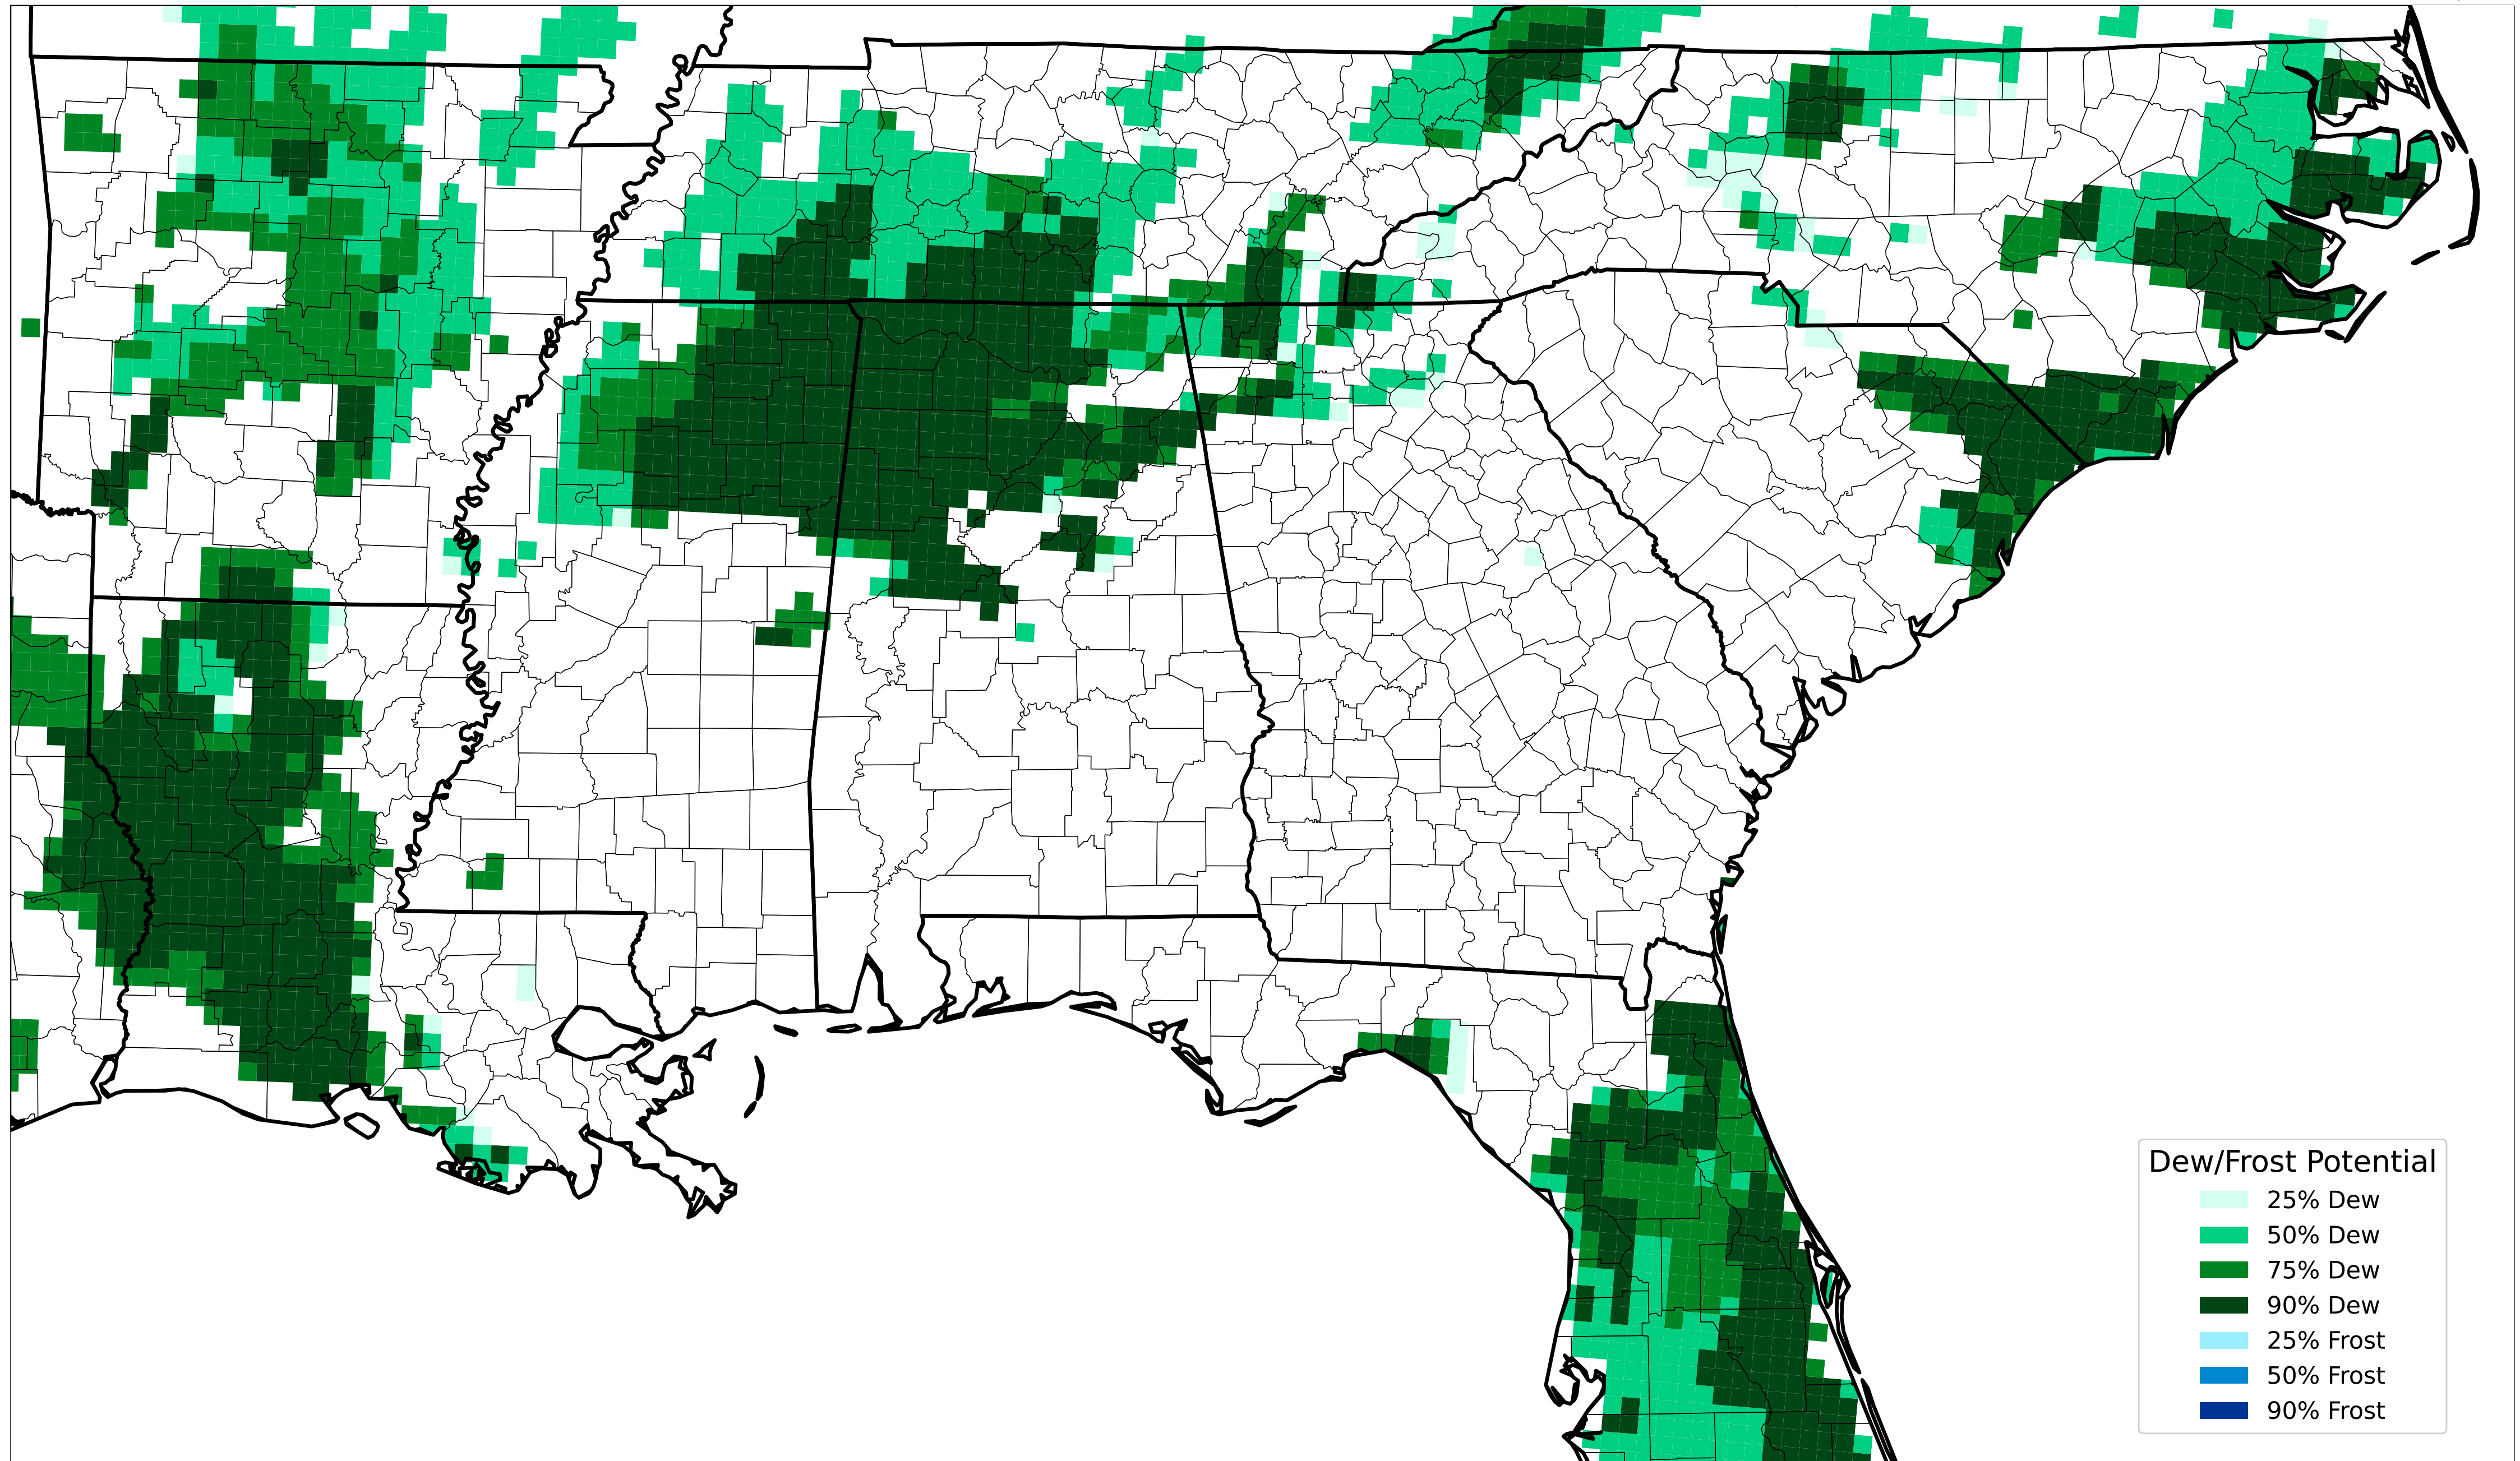 Dew/Frost Potential
25% Dew
50% Dew
75% Dew
90% Dew
25% Frost
50% Frost
90% Frost